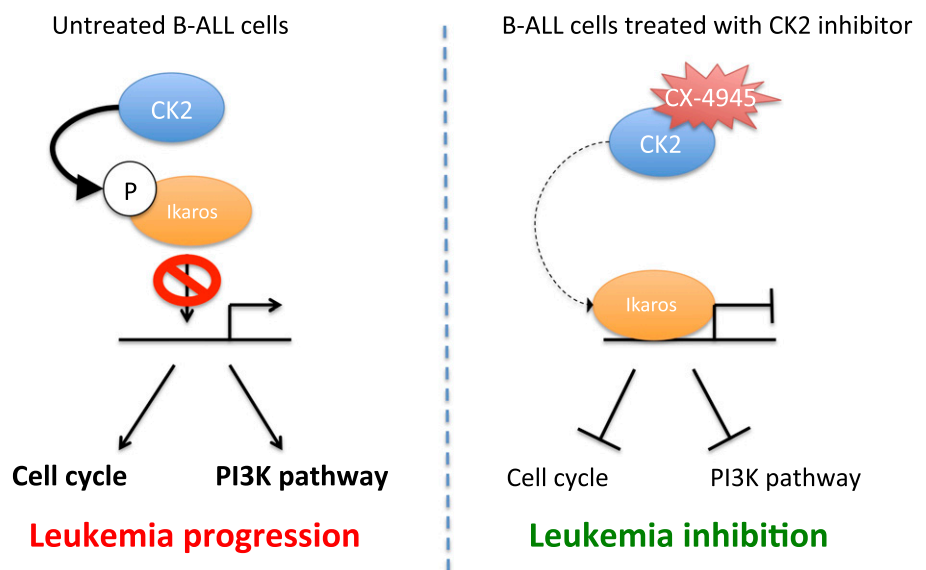 Untreated B-ALL cells
CK2
P
Ikaros
Cell cycle
PI3K pathway
Leukemia progression
B-ALL cells treated with CK2 inhibitor
CX-4945
CK2
Ikaros
Cell cycle
PI3K pathway
Leukemia inhibition